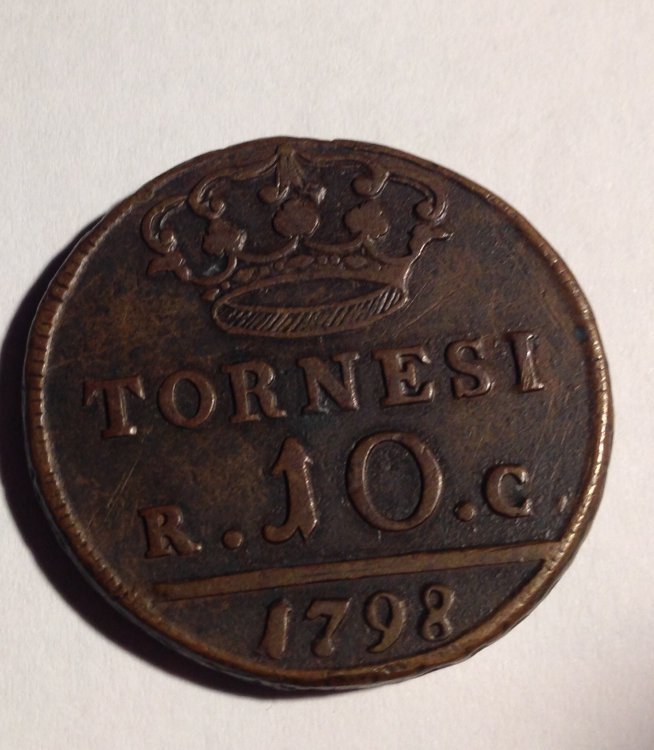 TORNESI
R . 10 . C .
1798